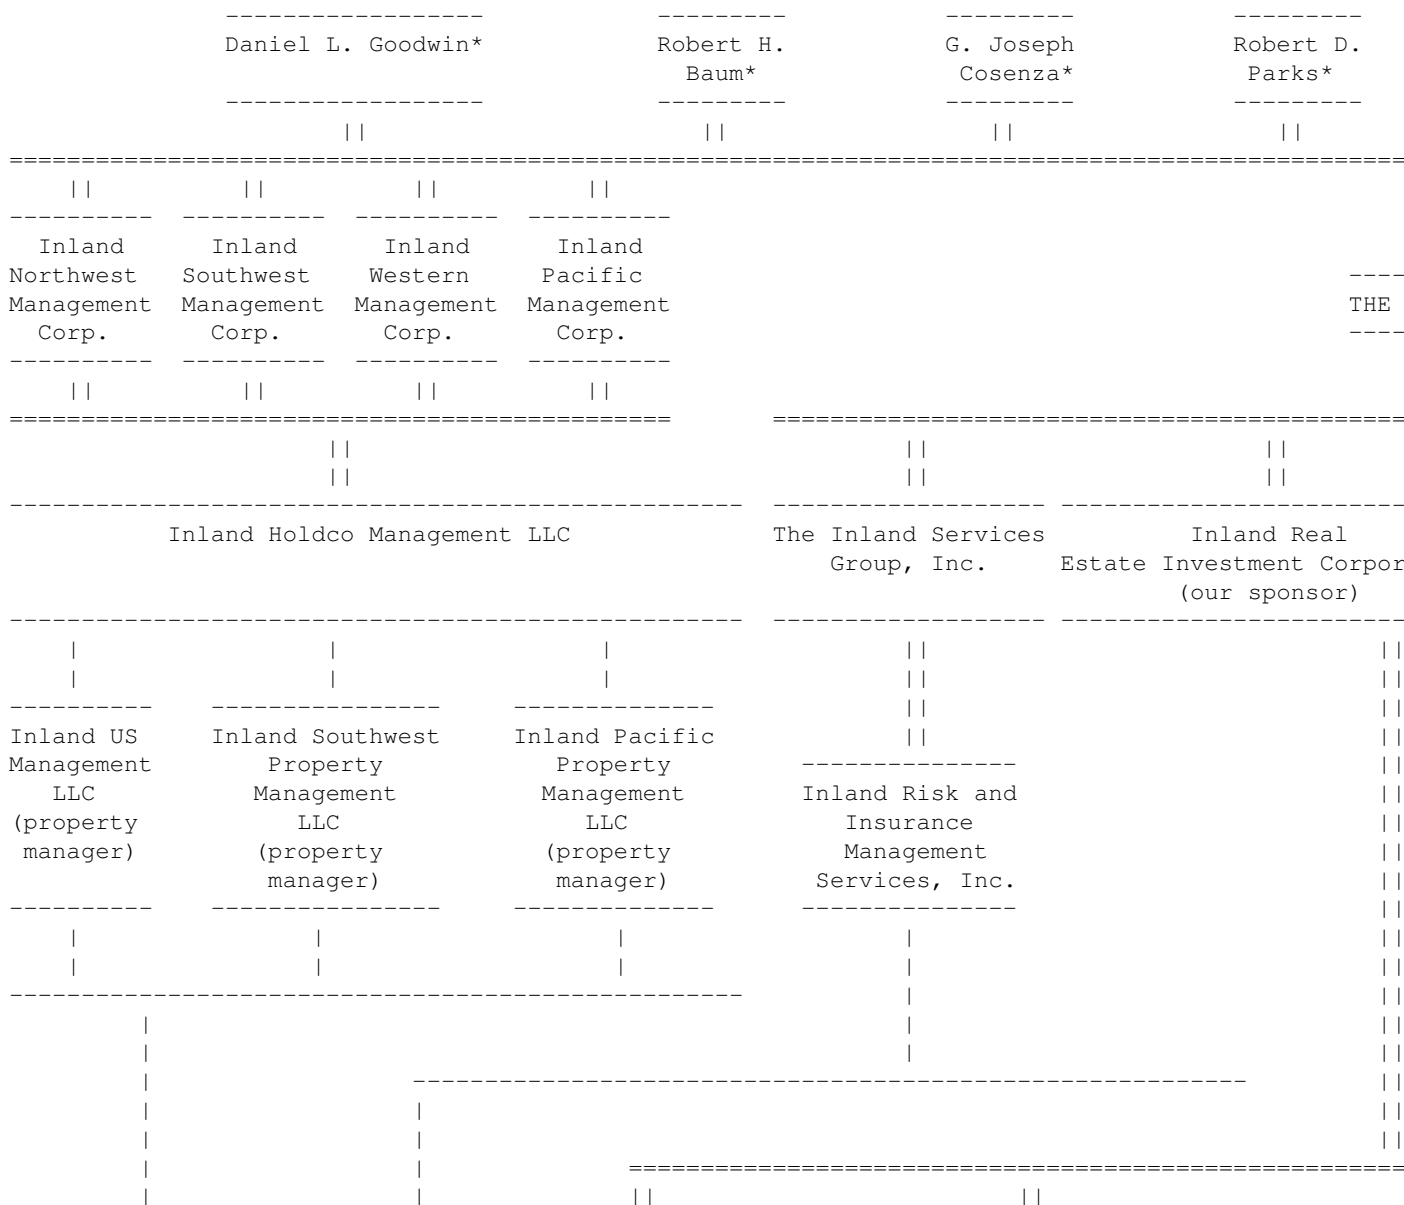 Daniel L. Goodwin* Robert H. G. Joseph Robert D.
Baum* Cosenza* Parks*
Inland Inland Inland Inland
Northwest Southwest Western Pacific
Management Management Management Management THE
Corp. Corp. Corp. Corp.
Inland Holdco Management LLC The Inland Services Inland Real
Group, Inc. Estate Investment Corpor
(our sponsor)
Inland US Inland Southwest Inland Pacific
Management Property Property
LLC Management Management Inland Risk and
(property LLC LLC Insurance
manager) (property (property Management
manager) manager) Services, Inc.